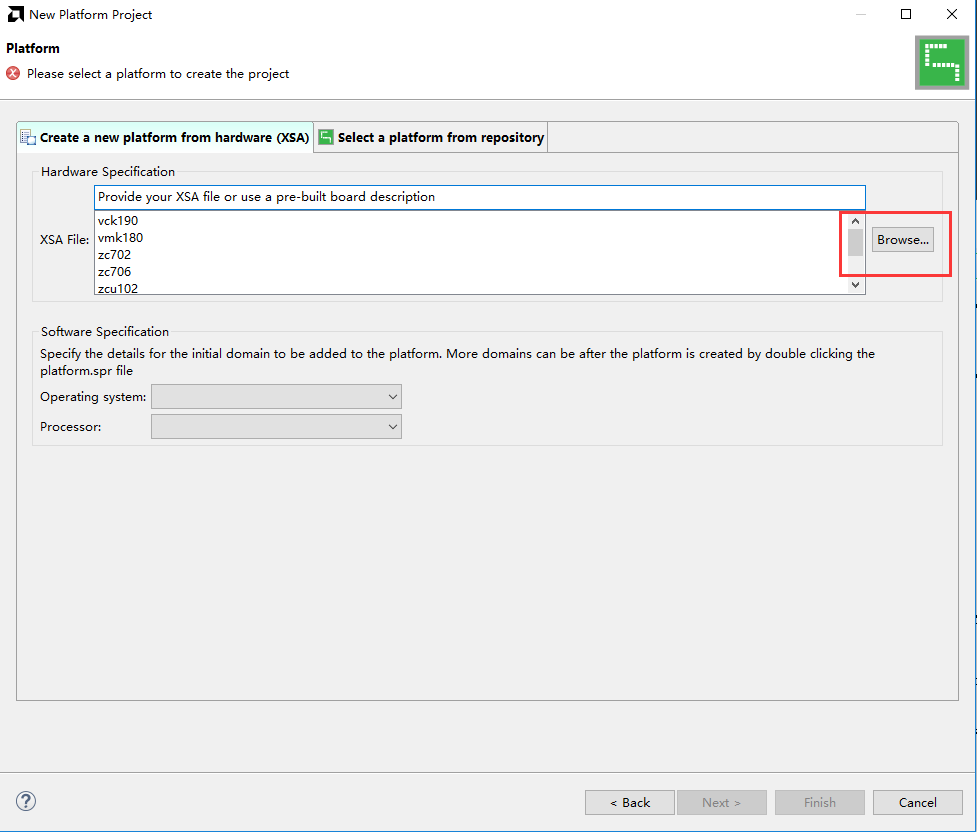 New Platform Project
Platform
Please select a platform to create the project
Create a new platform from hardware (XSA)
Select a platform from repository
Hardware Specification
Provide your XSA file or use a pre-built board description
XSA File:
vck190
vmk180
zc702
zc706
zcu102
Browse...
Software Specification
Specify the details for the initial domain to be added to the platform. More domains can be after the platform is created by double clicking the
platform.spr file
Operating system:
Processor:
?
< Back
Next >
Finish
Cancel